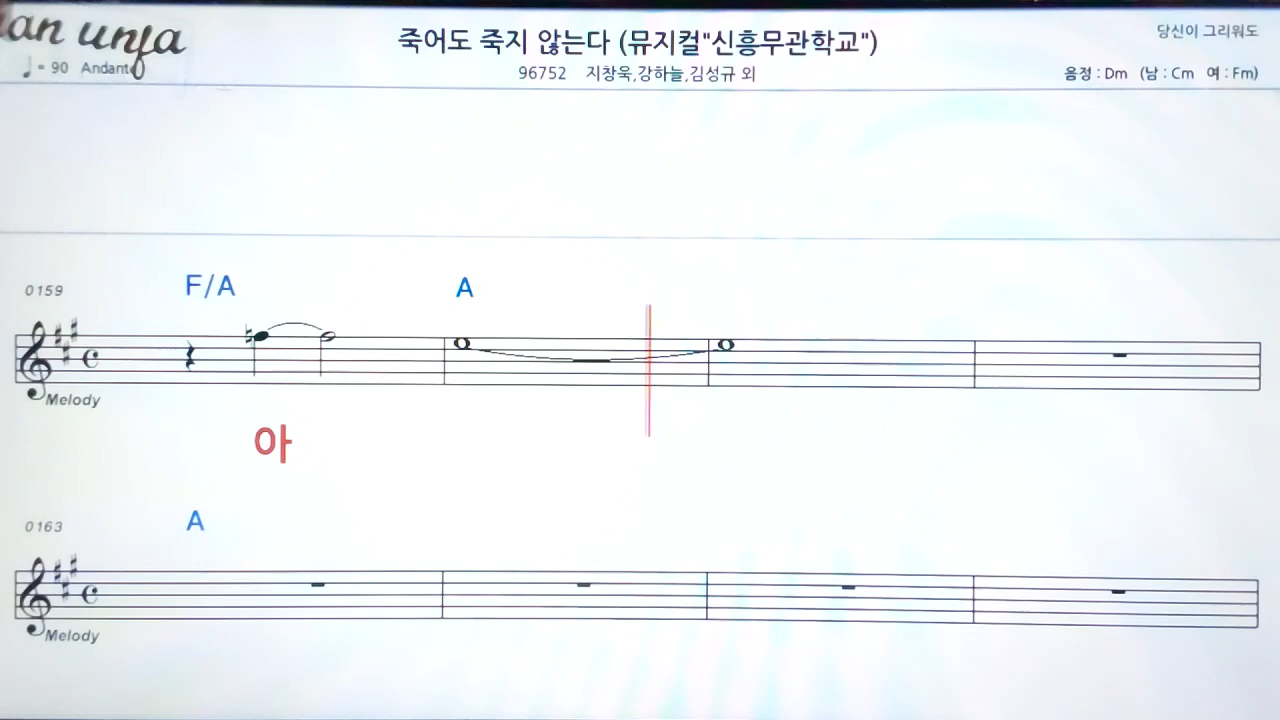 an unja
죽어도 죽지 않는다 (뮤지컬"신흥무관학교")
당신이 그리워도
♩= 90 Andante
96752 지창욱,강하늘,김성규 외
음정 : Dm (남 : Cm 여 : Fm)
0159
F/A A
Melody
아
0163
A
Melody